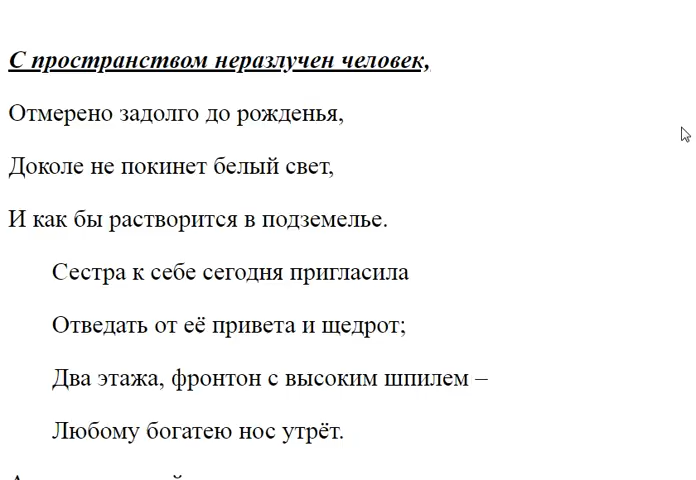 С пространством неразлучен человек,
Отмерено задолго до рожденья,
Доколе не покинет белый свет,
И как бы растворится в подземелье.
Сестра к себе сегодня пригласила
Отведать от её привета и щедрот;
Два этажа, фронтон с высоким шпилем –
Любому богатею нос утрёт.